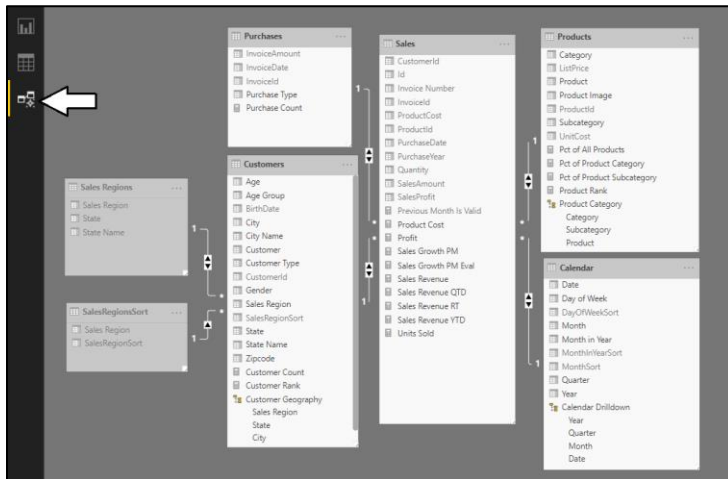 Purchases
InvoiceAmount
InvoiceDate
InvoiceId
Purchase Type
Purchase Count
Sales
CustomerId
Id
Invoice Number
InvoiceId
ProductCost
ProductId
PurchaseDate
PurchaseYear
Quantity
SalesAmount
SalesProfit
Previous Month Is Valid
Product Cost
Profit
Sales Growth PM
Sales Growth PM Eval
Sales Revenue
Sales Revenue QTD
Sales Revenue RT
Sales Revenue YTD
Units Sold
Products
Category
ListPrice
Product
Product Image
ProductId
Subcategory
UnitCost
Pct of All Products
Pct of Product Category
Pct of Product Subcategory
Product Rank
Product Category
Category
Subcategory
Product
Sales Regions
Sales Region
State
State Name
SalesRegionsSort
Sales Region
SalesRegionSort
Customers
Age
Age Group
BirthDate
City
City Name
Customer
Customer Type
CustomerId
Gender
Sales Region
SalesRegionSort
State
State Name
Zipcode
Customer Count
Customer Rank
Customer Geography
Sales Region
State
City
Calendar
Date
Day of Week
DayOfWeekSort
Month
Month in Year
MonthInYearSort
MonthSort
Quarter
Year
Calendar Drilldown
Year
Quarter
Month
Date
1
1
1
1
1
1